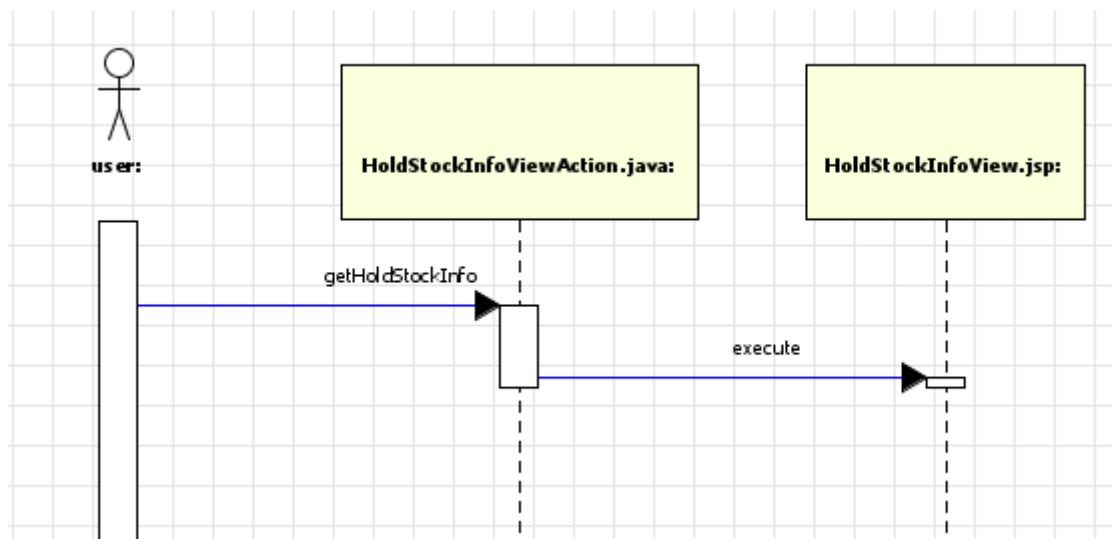 user:
HoldStockInfoViewAction.java:
HoldStockInfoView.jsp:
getHoldStockInfo
execute